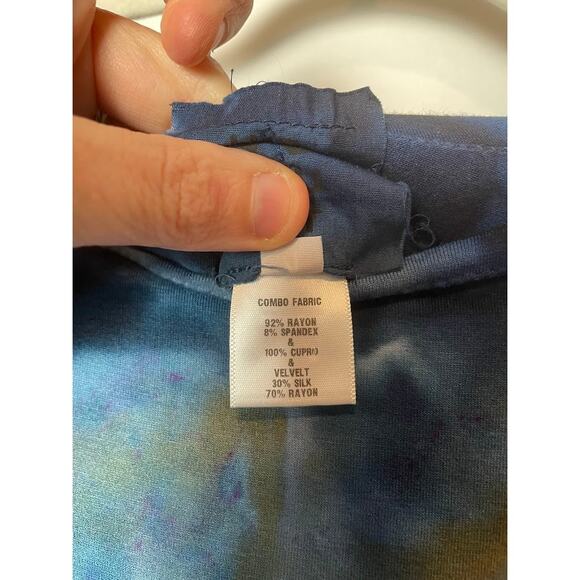 COMBO FABRIC
92% RAYON
8% SPANDEX
&
100% CUPRO
&
VELVELT
30% SILK
70% RAYON